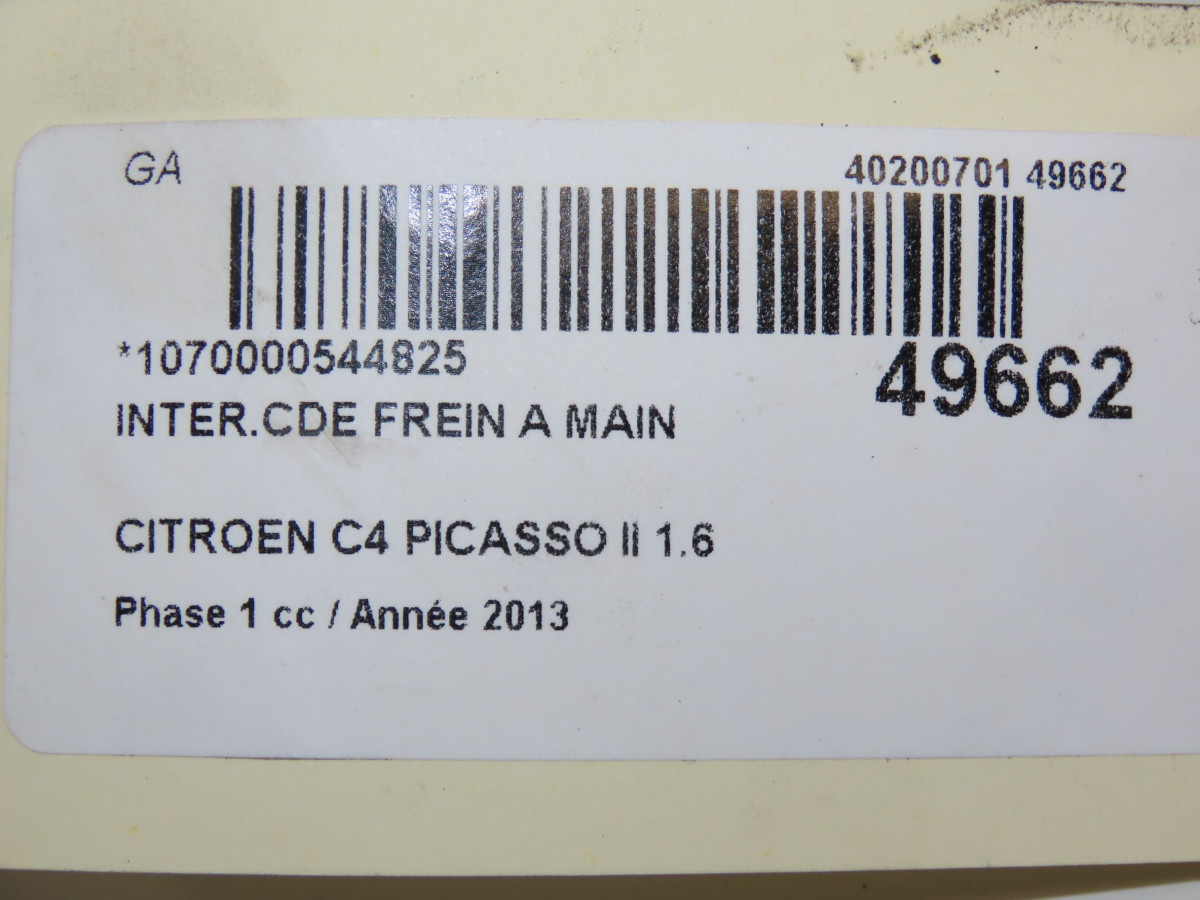 GA
40200701 49662
*1070000544825
49662
INTER.CDE FREIN A MAIN
CITROEN C4 PICASSO II 1.6
Phase 1 cc / Année 2013